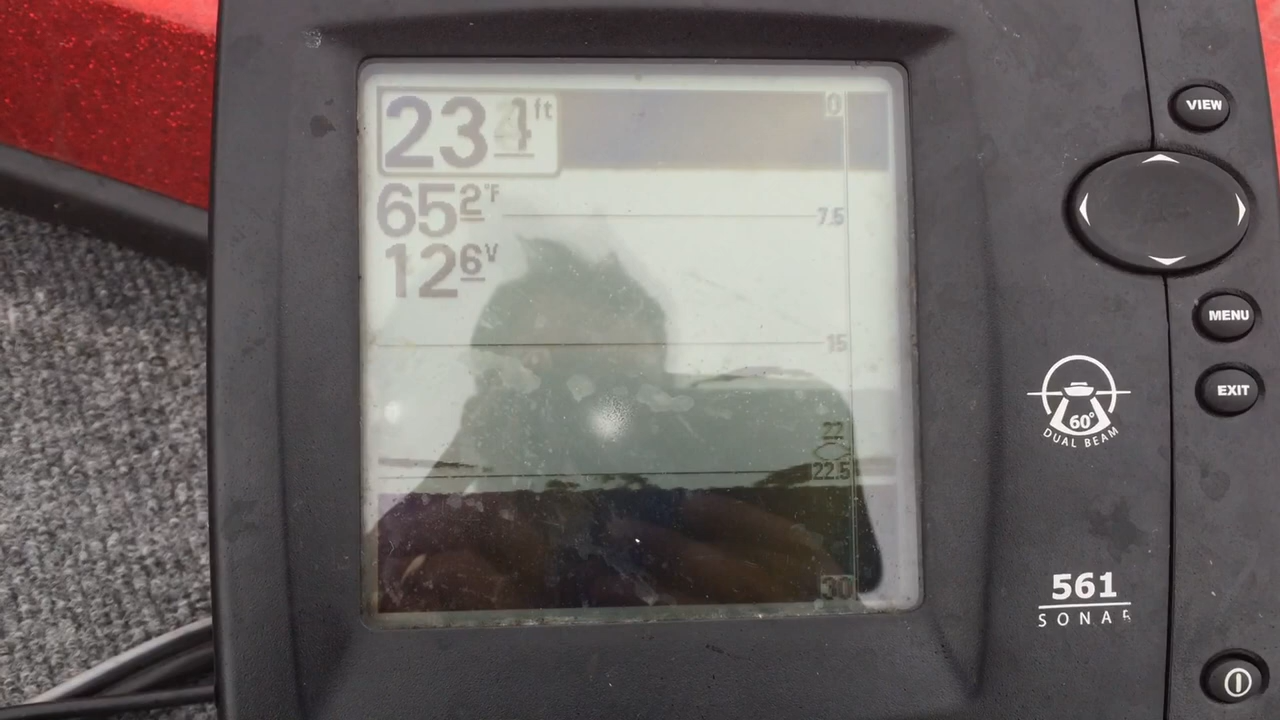 23.4 ft
65.2 °F
12.6 V
0
7.5
15
22
22.5
30
VIEW
MENU
EXIT
60°
DUAL BEAM
561
SONAR